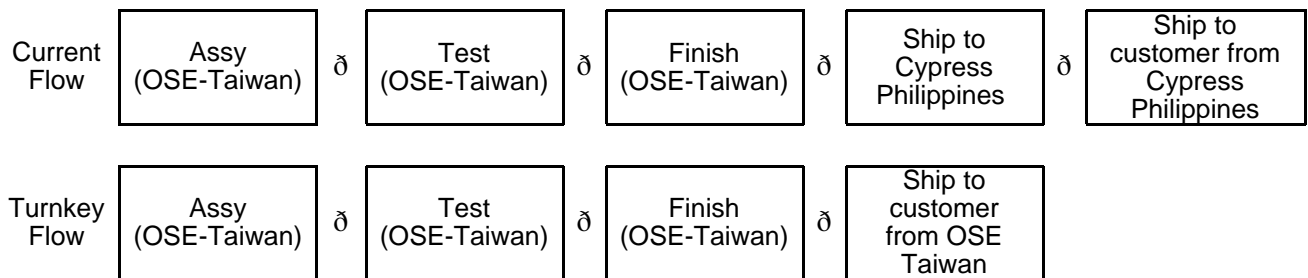 Current Flow
Assy
(OSE-Taiwan)
ð
Test
(OSE-Taiwan)
ð
Finish
(OSE-Taiwan)
ð
Ship to
Cypress
Philippines
ð
Ship to
customer from
Cypress
Philippines
Turnkey
Flow
Assy
(OSE-Taiwan)
ð
Test
(OSE-Taiwan)
ð
Finish
(OSE-Taiwan)
ð
Ship to
customer
from OSE
Taiwan